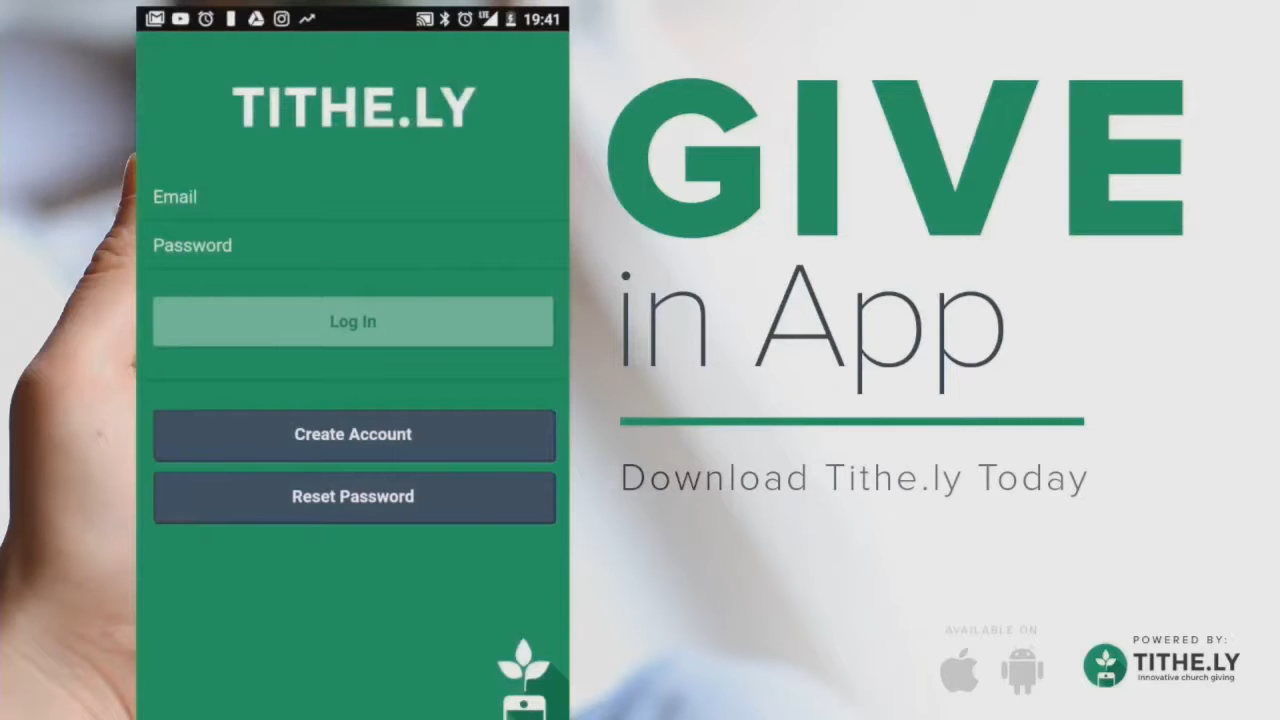 19:41
TITHE.LY
Email
Password
Log In
Create Account
Reset Password
GIVE
in App
Download Tithe.ly Today
AVAILABLE ON
POWERED BY:
TITHE.LY
Innovative church giving